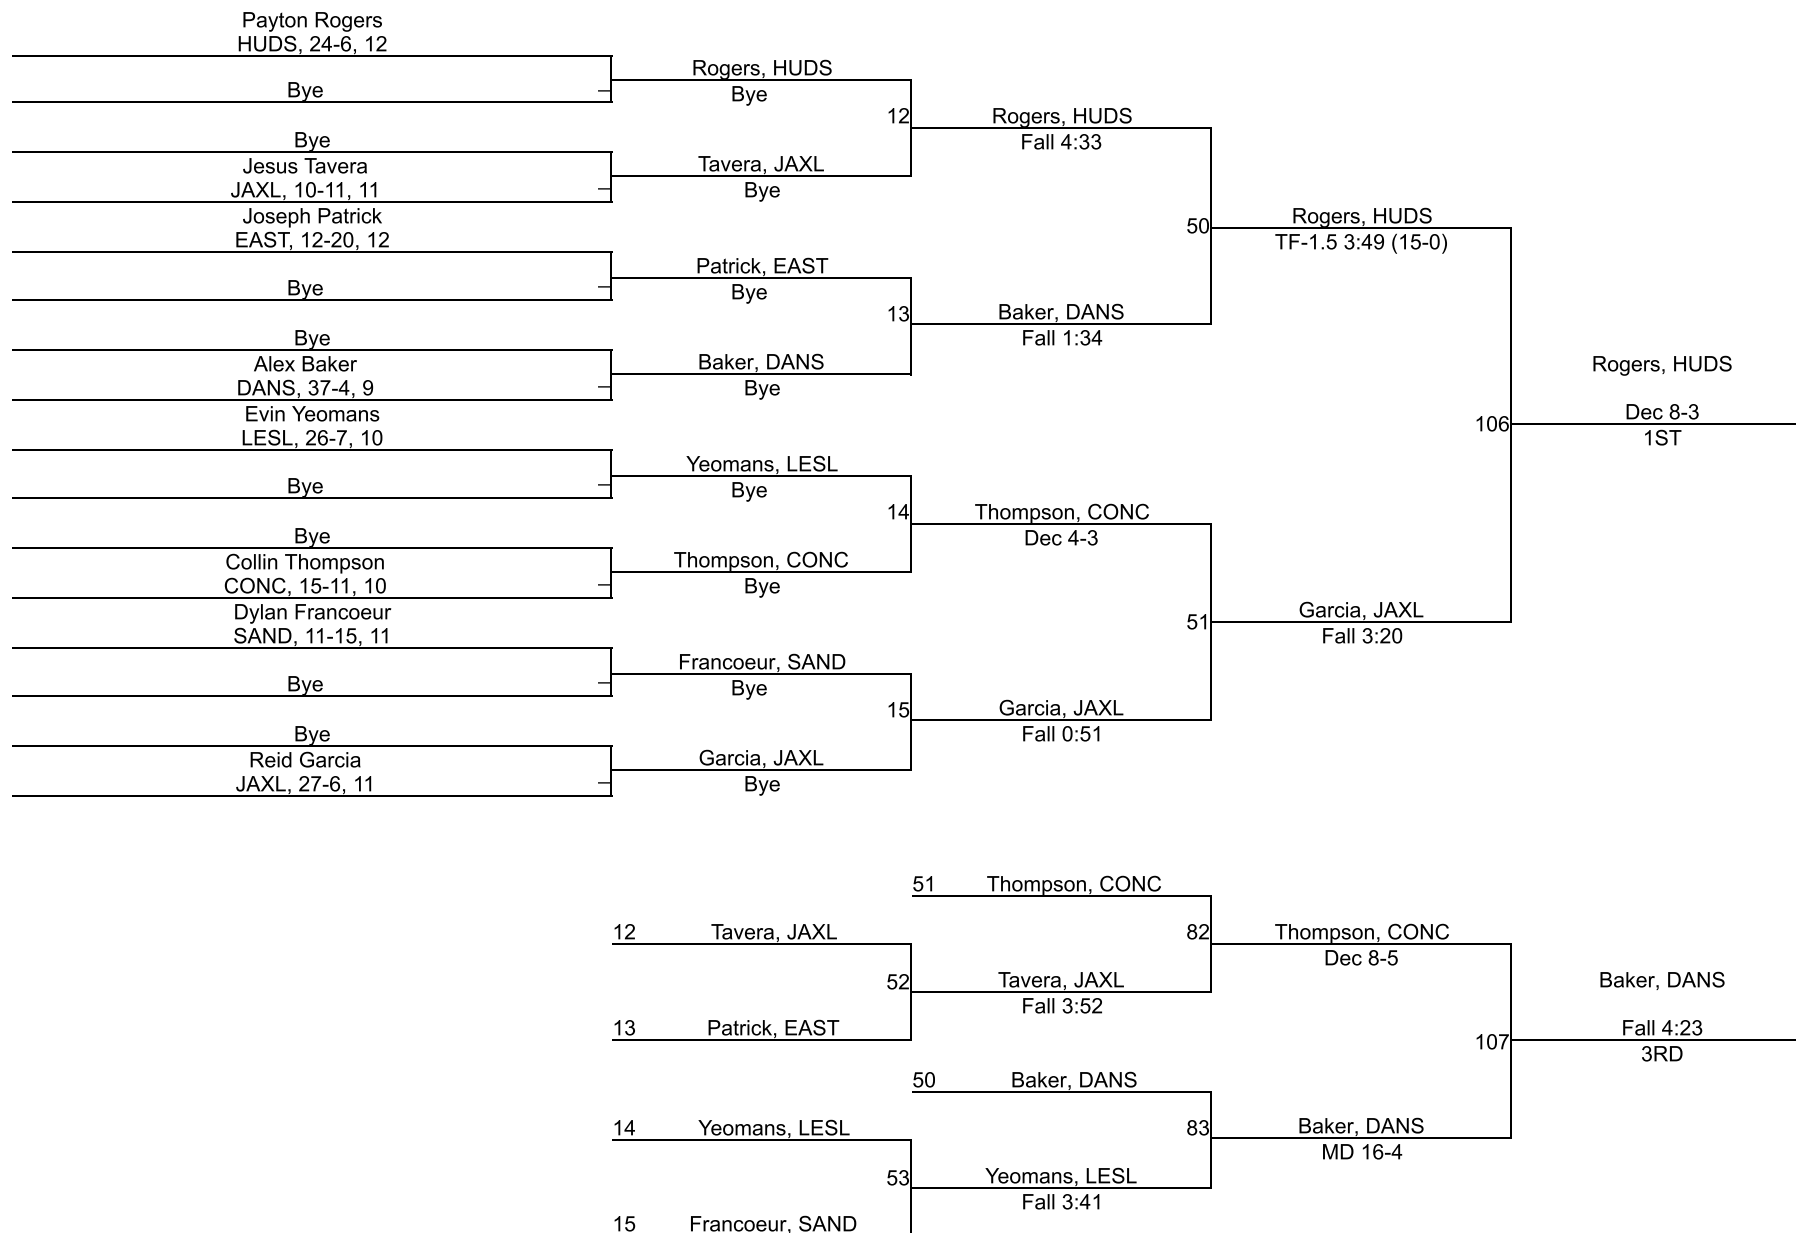 Payton Rogers
HUDS, 24-6, 12
Bye
Bye
Jesus Tavera
JAXL, 10-11, 11
Joseph Patrick
EAST, 12-20, 12
Bye
Bye
Alex Baker
DANS, 37-4, 9
Evin Yeomans
LESL, 26-7, 10
Bye
Bye
Collin Thompson
CONC, 15-11, 10
Dylan Francoeur
SAND, 11-15, 11
Bye
Bye
Reid Garcia
JAXL, 27-6, 11
Rogers, HUDS
Bye
12
Tavera, JAXL
Bye
Patrick, EAST
Bye
13
Baker, DANS
Bye
Yeomans, LESL
Bye
14
Thompson, CONC
Bye
Francoeur, SAND
Bye
15
Garcia, JAXL
Bye
Rogers, HUDS
Fall 4:33
50
Baker, DANS
Fall 1:34
Thompson, CONC
Dec 4-3
51
Garcia, JAXL
Fall 0:51
Rogers, HUDS
TF-1.5 3:49 (15-0)
106
Garcia, JAXL
Fall 3:20
Rogers, HUDS
Dec 8-3
1ST
12 Tavera, JAXL
52
13 Patrick, EAST
14 Yeomans, LESL
53
15 Francoeur, SAND
51 Thompson, CONC
82
Tavera, JAXL
Fall 3:52
50 Baker, DANS
83
Yeomans, LESL
Fall 3:41
Thompson, CONC
Dec 8-5
107
Baker, DANS
MD 16-4
Baker, DANS
Fall 4:23
3RD